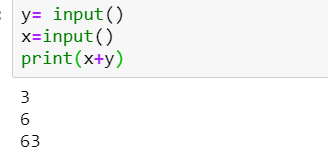 y= input()
x=input()
print(x+y)
3
6
63